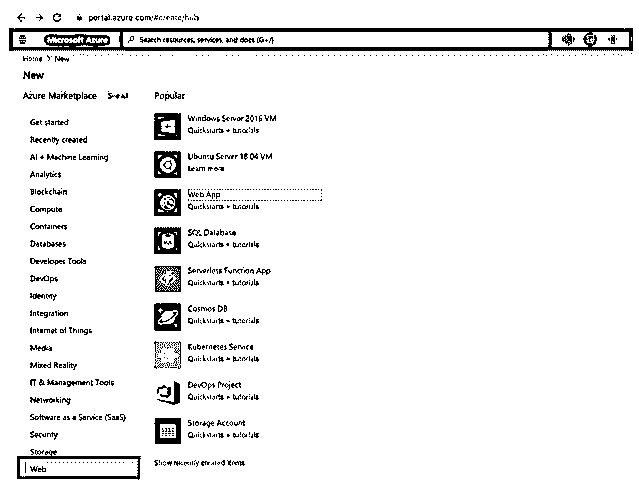 portal.azure.com/#create/hub
Microsoft Azure
Search resources, services, and docs (G+/)
Home > New
New
Azure Marketplace
Popular
Get started
Recently created
AI + Machine Learning
Analytics
Blockchain
Compute
Containers
Databases
Developer Tools
DevOps
Identity
Integration
Internet of Things
Media
Mixed Reality
IT & Management Tools
Networking
Software as a Service (SaaS)
Security
Storage
Web
Windows Server 2016 VM
Quickstarts + tutorials
Ubuntu Server 18.04 VM
Learn more
Web App
Quickstarts + tutorials
SQL Database
Quickstarts + tutorials
Serverless Function App
Quickstarts + tutorials
Cosmos DB
Quickstarts + tutorials
Kubernetes Service
Quickstarts + tutorials
DevOps Project
Quickstarts + tutorials
Storage Account
Quickstarts + tutorials
Show recently created items